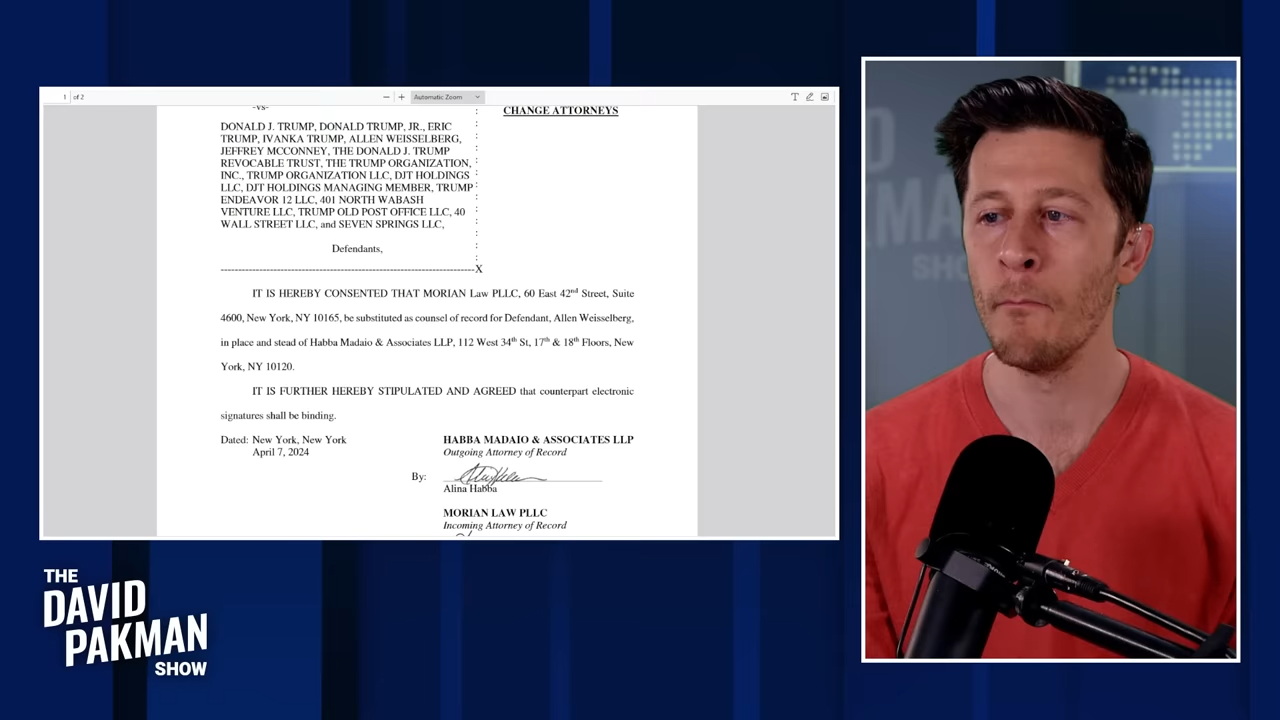 1 of 2
Automatic Zoom
-vs-
CHANGE ATTORNEYS
DONALD J. TRUMP, DONALD TRUMP, JR., ERIC
TRUMP, IVANKA TRUMP, ALLEN WEISSELBERG,
JEFFREY MCCONNEY, THE DONALD J. TRUMP
REVOCABLE TRUST, THE TRUMP ORGANIZATION,
INC., TRUMP ORGANIZATION LLC, DJT HOLDINGS
LLC, DJT HOLDINGS MANAGING MEMBER, TRUMP
ENDEAVOR 12 LLC, 401 NORTH WABASH
VENTURE LLC, TRUMP OLD POST OFFICE LLC, 40
WALL STREET LLC, and SEVEN SPRINGS LLC,
Defendants,
X
IT IS HEREBY CONSENTED THAT MORIAN Law PLLC, 60 East 42nd Street, Suite
4600, New York, NY 10165, be substituted as counsel of record for Defendant, Allen Weisselberg,
in place and stead of Habba Madaio & Associates LLP, 112 West 34th St, 17th & 18th Floors, New
York, NY 10120.
IT IS FURTHER HEREBY STIPULATED AND AGREED that counterpart electronic
signatures shall be binding.
Dated: New York, New York
April 7, 2024
HABBA MADAIO & ASSOCIATES LLP
Outgoing Attorney of Record
By:
Alina Habba
MORIAN LAW PLLC
Incoming Attorney of Record
THE
DAVID
PAKMAN
SHOW